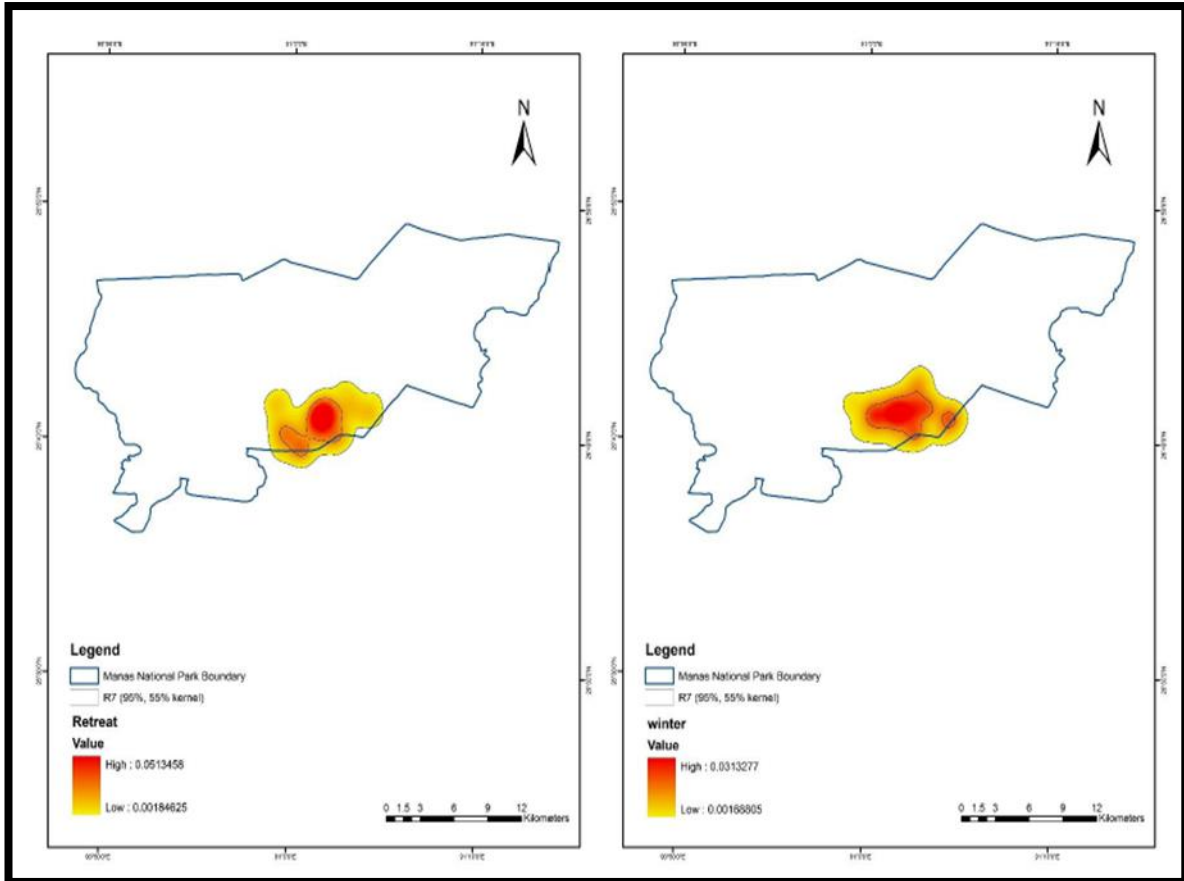 N
Legend
Manas National Park Boundary
R7 (95%, 55% kernel)
Retreat
Value
High : 0.0513458
Low : 0.00184625
0 1.5 3 6 9 12
Kilometers
N
Legend
Manas National Park Boundary
R7 (95%, 55% kernel)
winter
Value
High : 0.0313277
Low : 0.00168805
0 1.5 3 6 9 12
Kilometers